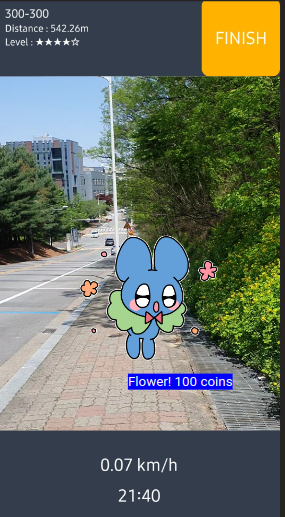 300-300
Distance : 542.26m
Level : ★★★★☆
FINISH
Flower! 100 coins
0.07 km/h
21:40